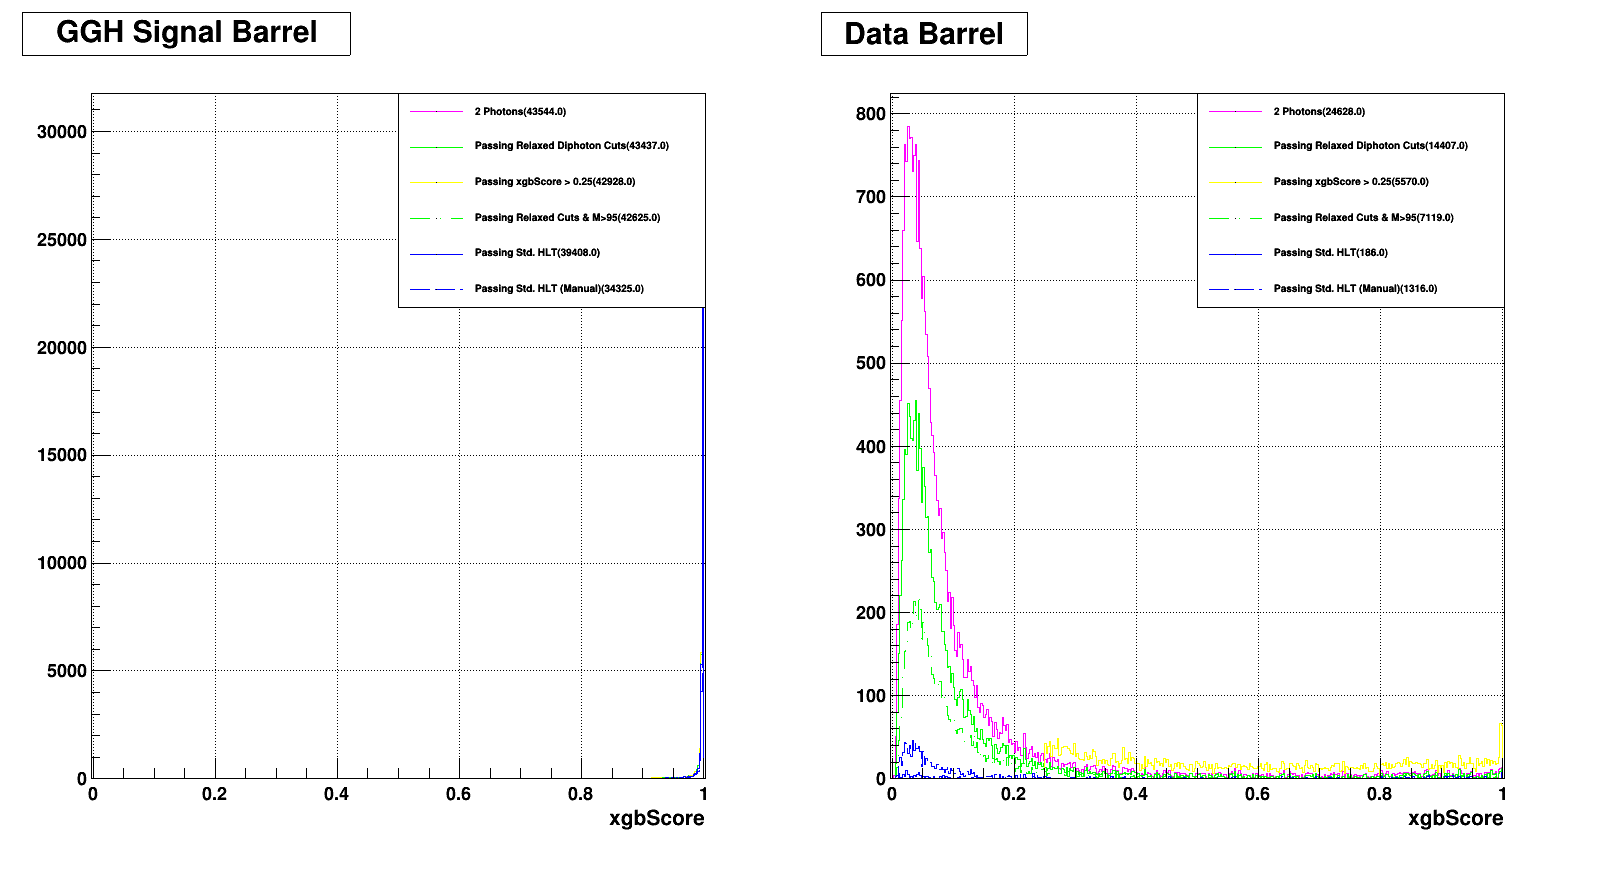 GGH Signal Barrel
2 Photons(43544.0)
Passing Relaxed Diphoton Cuts(43437.0)
Passing xgbScore > 0.25(42928.0)
Passing Relaxed Cuts & M>95(42625.0)
Passing Std. HLT(39408.0)
Passing Std. HLT (Manual)(34325.0)
30000
25000
20000
15000
10000
5000
0
0 0.2 0.4 0.6 0.8 1
xgbScore
Data Barrel
2 Photons(24628.0)
Passing Relaxed Diphoton Cuts(14407.0)
Passing xgbScore > 0.25(5570.0)
Passing Relaxed Cuts & M>95(7119.0)
Passing Std. HLT(186.0)
Passing Std. HLT (Manual)(1316.0)
800
700
600
500
400
300
200
100
0
0 0.2 0.4 0.6 0.8 1
xgbScore